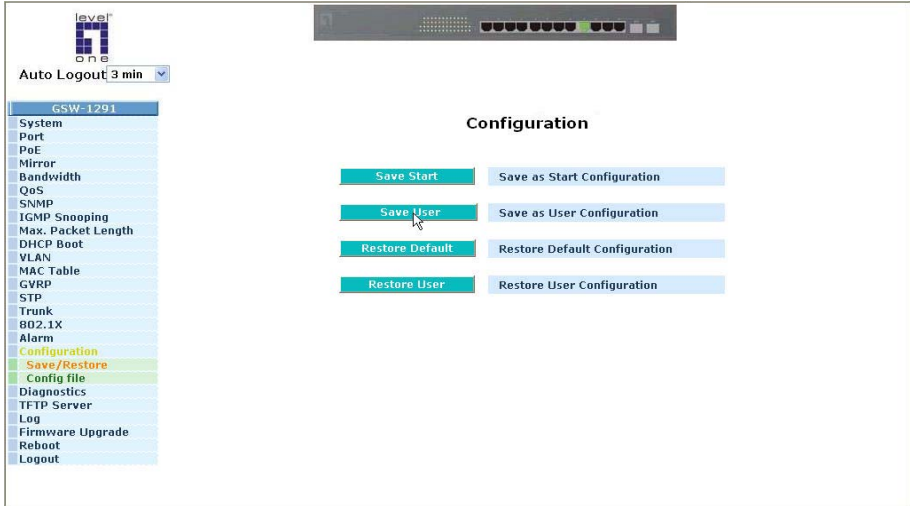 level
one
Auto Logout 3 min
GSW-1291
System
Port
PoE
Mirror
Bandwidth
QoS
SNMP
IGMP Snooping
Max. Packet Length
DHCP Boot
VLAN
MAC Table
GVRP
STP
Trunk
802.1X
Alarm
Configuration
Save/Restore
Config file
Diagnostics
TFTP Server
Log
Firmware Upgrade
Reboot
Logout
Configuration
Save Start Save as Start Configuration
Save User Save as User Configuration
Restore Default Restore Default Configuration
Restore User Restore User Configuration